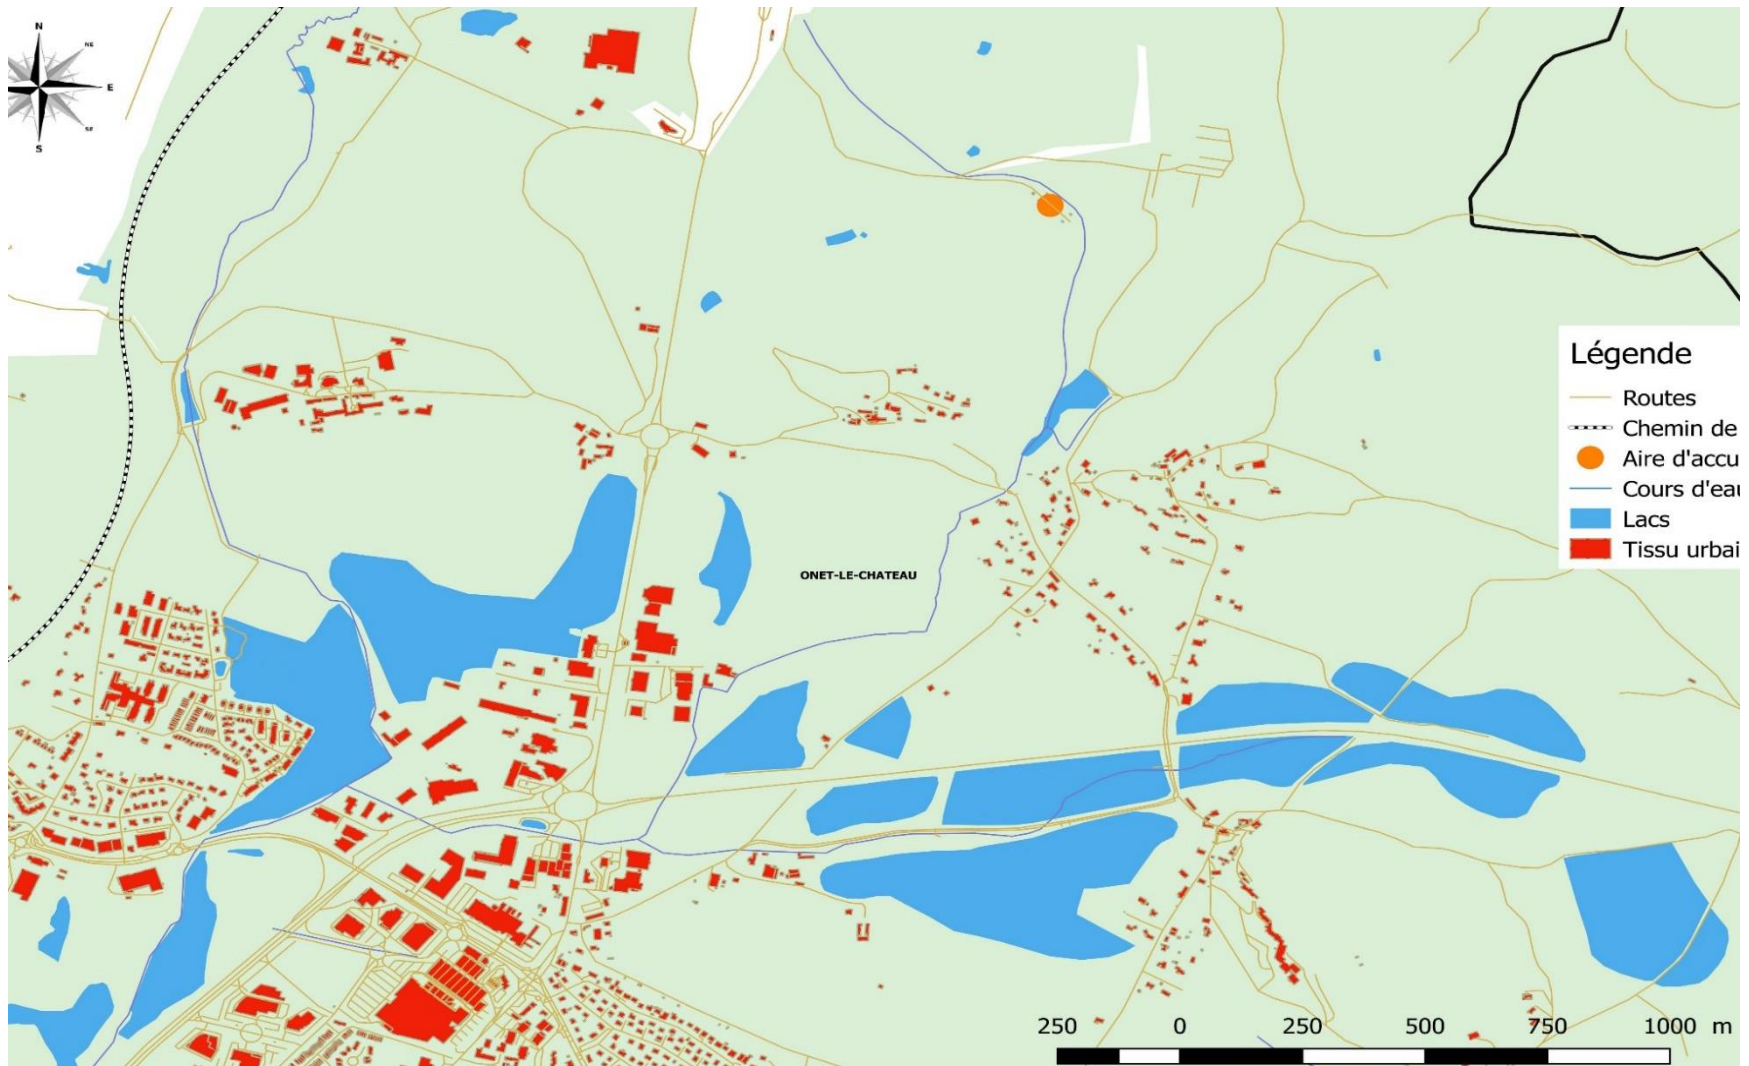 N
NE
E
SE
S
Légende
Routes
Chemin de
Aire d'accu
Cours d'eau
Lacs
Tissu urbai
ONET-LE-CHATEAU
250 0 250 500 750 1000 m